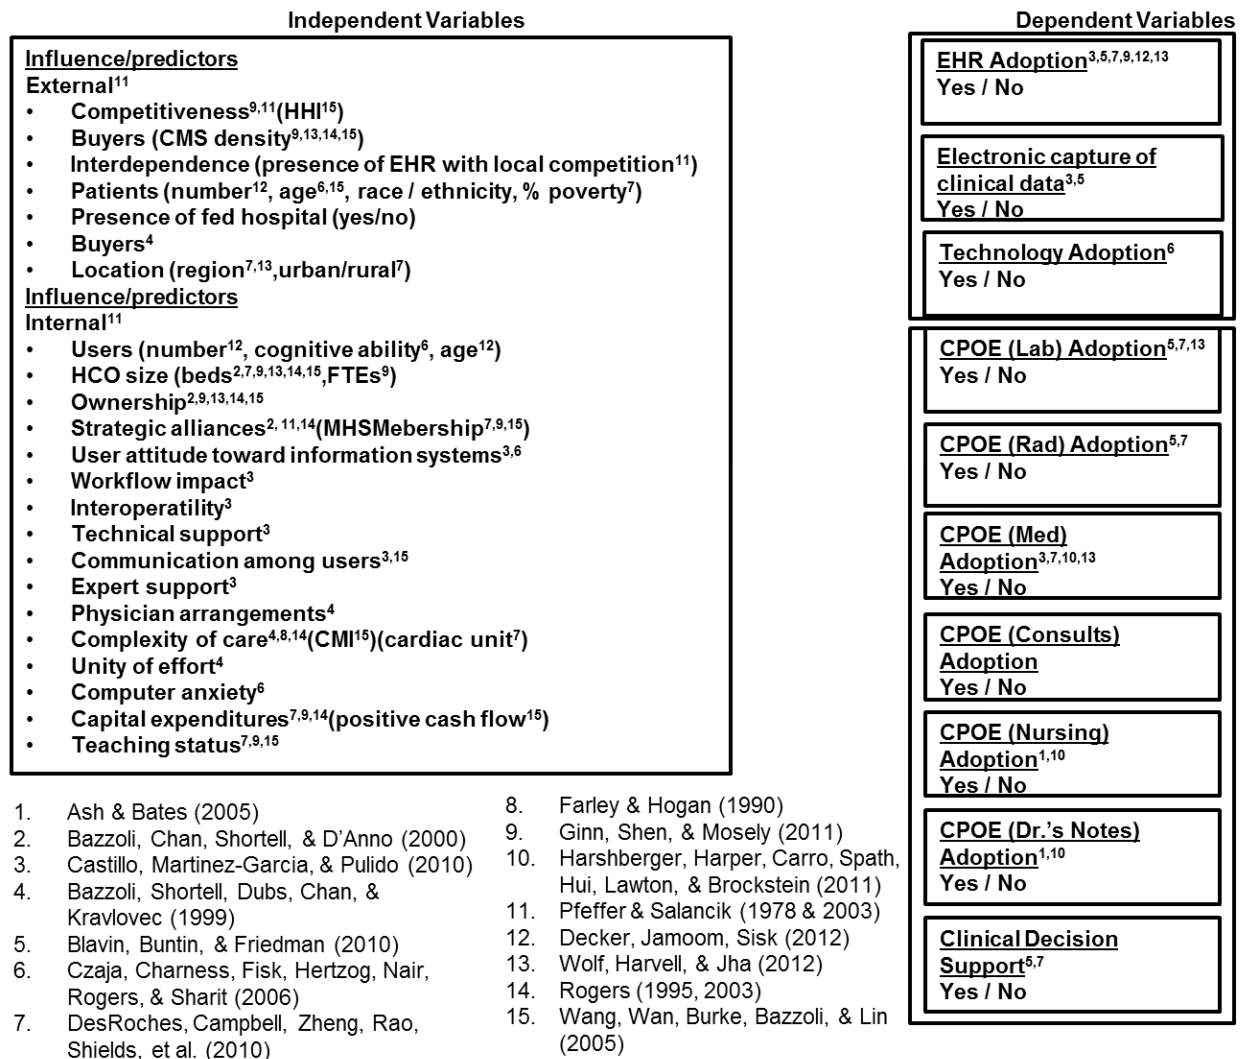 Independent Variables
Influence/predictors
External¹¹
• Competitiveness⁹,¹¹(HHI¹⁵)
• Buyers (CMS density⁹,¹³,¹⁴,¹⁵)
• Interdependence (presence of EHR with local competition¹¹)
• Patients (number¹², age⁶,¹⁵, race / ethnicity, % poverty⁷)
• Presence of fed hospital (yes/no)
• Buyers⁴
• Location (region⁷,¹³,urban/rural⁷)
Influence/predictors
Internal¹¹
• Users (number¹², cognitive ability⁶, age¹²)
• HCO size (beds²,⁷,⁹,¹³,¹⁴,¹⁵,FTEs⁹)
• Ownership²,⁹,¹³,¹⁴,¹⁵
• Strategic alliances², ¹¹,¹⁴(MHSMebership⁷,⁹,¹⁵)
• User attitude toward information systems³,⁶
• Workflow impact³
• Interoperatility³
• Technical support³
• Communication among users³,¹⁵
• Expert support³
• Physician arrangements⁴
• Complexity of care⁴,⁸,¹⁴(CMI¹⁵)(cardiac unit⁷)
• Unity of effort⁴
• Computer anxiety⁶
• Capital expenditures⁷,⁹,¹⁴(positive cash flow¹⁵)
• Teaching status⁷,⁹,¹⁵
Dependent Variables
EHR Adoption³,⁵,⁷,⁹,¹²,¹³
Yes / No
Electronic capture of
clinical data³,⁵
Yes / No
Technology Adoption⁶
Yes / No
CPOE (Lab) Adoption⁵,⁷,¹³
Yes / No
CPOE (Rad) Adoption⁵,⁷
Yes / No
CPOE (Med)
Adoption³,⁷,¹⁰,¹³
Yes / No
CPOE (Consults)
Adoption
Yes / No
CPOE (Nursing)
Adoption¹,¹⁰
Yes / No
CPOE (Dr.'s Notes)
Adoption¹,¹⁰
Yes / No
Clinical Decision
Support⁵,⁷
Yes / No
1. Ash & Bates (2005)
2. Bazzoli, Chan, Shortell, & D'Anno (2000)
3. Castillo, Martinez-Garcia, & Pulido (2010)
4. Bazzoli, Shortell, Dubs, Chan, &
Kravlovec (1999)
5. Blavin, Buntin, & Friedman (2010)
6. Czaja, Charness, Fisk, Hertzog, Nair,
Rogers, & Sharit (2006)
7. DesRoches, Campbell, Zheng, Rao,
Shields, et al. (2010)
8. Farley & Hogan (1990)
9. Ginn, Shen, & Mosely (2011)
10. Harshberger, Harper, Carro, Spath,
Hui, Lawton, & Brockstein (2011)
11. Pfeffer & Salancik (1978 & 2003)
12. Decker, Jamoom, Sisk (2012)
13. Wolf, Harvell, & Jha (2012)
14. Rogers (1995, 2003)
15. Wang, Wan, Burke, Bazzoli, & Lin
(2005)